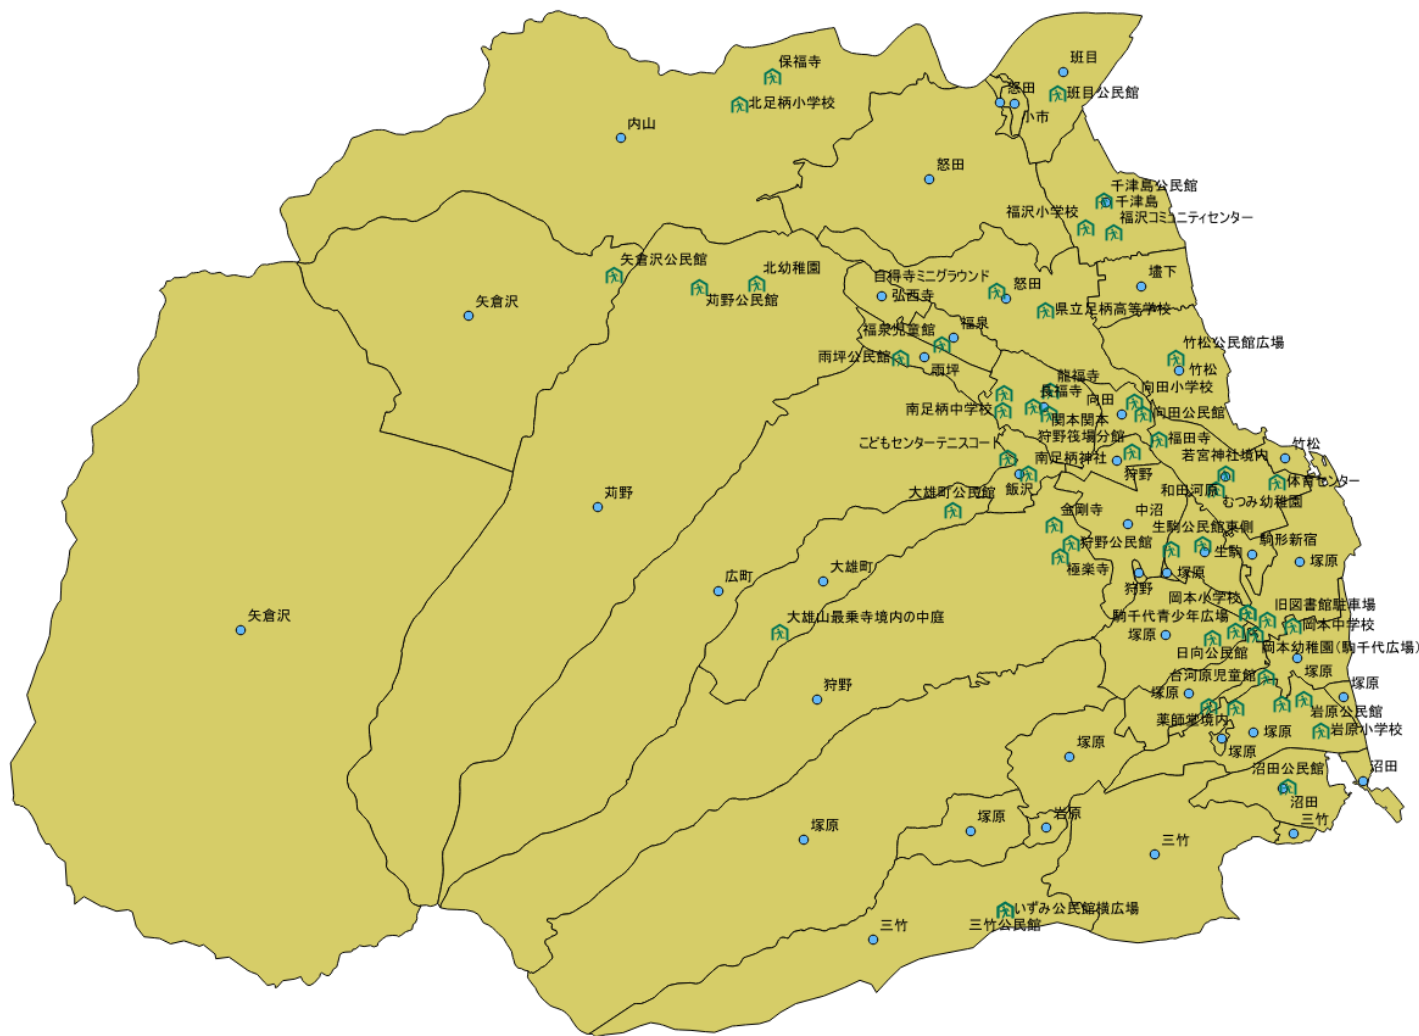 保福寺
班目
北足柄小学校
怒田
班目公民館
小市
内山
怒田
千津島公民館
千津島
福沢小学校
福沢コミュニティセンター
矢倉沢公民館
北幼稚園
自得寺ミニグラウンド
怒田
壗下
苅野公民館
弘西寺
矢倉沢
県立足柄高等学校
福泉児童館
福泉
竹松公民館広場
雨坪公民館
雨坪
竹松
龍福寺
長福寺
向田小学校
向田
南足柄中学校
関本関本
向田公民館
こどもセンターテニスコート
狩野筏場分館
福田寺
竹松
南足柄神社
若宮神社境内
狩野
体育センター
苅野
大雄町公民館
飯沢
和田河原
むつみ幼稚園
金剛寺
中沼
生駒公民館東側
狩野公民館
生駒
駒形新宿
塚原
極楽寺
塚原
広町
大雄町
狩野
岡本小学校
旧図書館駐車場
大雄山最乗寺境内の中庭
駒千代青少年広場
岡本中学校
矢倉沢
塚原
日向公民館
岡本幼稚園(駒千代広場)
台河原児童館
塚原
狩野
塚原
塚原
薬師堂境内
岩原公民館
塚原
塚原
岩原小学校
塚原
沼田公民館
沼田
沼田
塚原
塚原
岩原
三竹
三竹
いずみ公民館横広場
三竹
三竹公民館